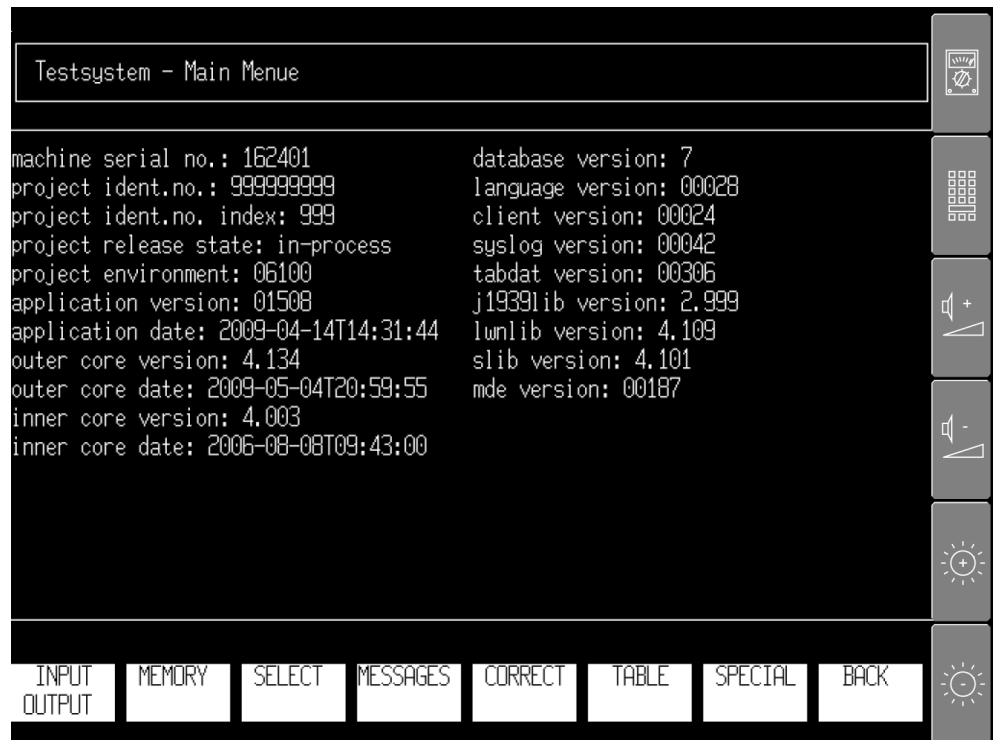 Testsystem - Main Menue
machine serial no.: 162401
project ident.no.: 999999999
project ident.no. index: 999
project release state: in-process
project environment: 06100
application version: 01508
application date: 2009-04-14T14:31:44
outer core version: 4.134
outer core date: 2009-05-04T20:59:55
inner core version: 4.003
inner core date: 2006-08-08T09:43:00
database version: 7
language version: 00028
client version: 00024
syslog version: 00042
tabdat version: 00306
j1939lib version: 2.999
lwnlib version: 4.109
slib version: 4.101
mde version: 00187
INPUT
OUTPUT
MEMORY
SELECT
MESSAGES
CORRECT
TABLE
SPECIAL
BACK